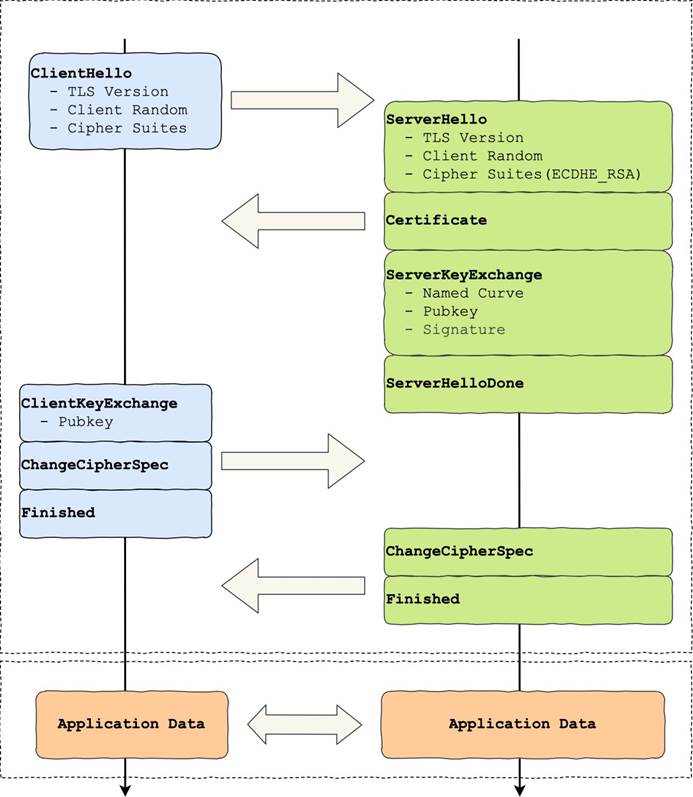 ClientHello
- TLS Version
- Client Random
- Cipher Suites
ServerHello
- TLS Version
- Client Random
- Cipher Suites(ECDHE_RSA)
Certificate
ServerKeyExchange
- Named Curve
- Pubkey
- Signature
ServerHelloDone
ClientKeyExchange
- Pubkey
ChangeCipherSpec
Finished
ChangeCipherSpec
Finished
Application Data
Application Data